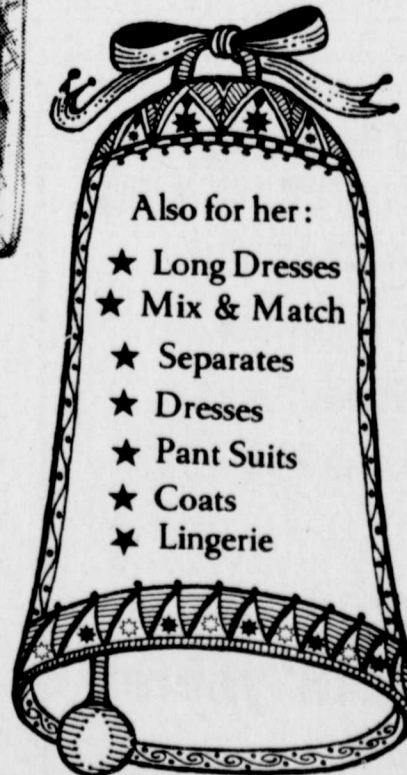 Also for her:
★ Long Dresses
★ Mix & Match
★ Separates
★ Dresses
★ Pant Suits
★ Coats
★ Lingerie